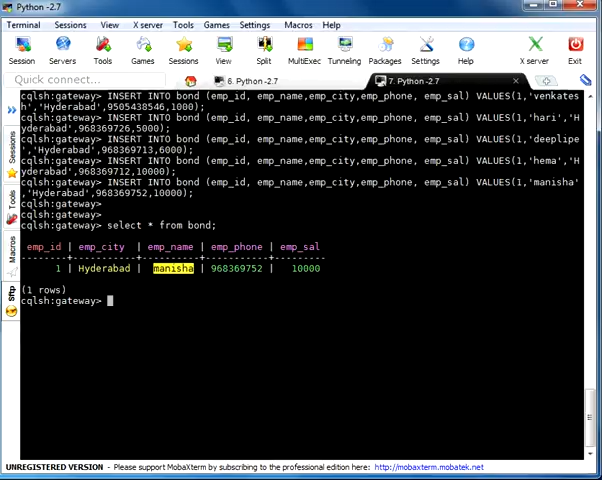 Python -2.7
Terminal Sessions View X server Tools Games Settings Macros Help
Session Servers Tools Games Sessions View Split MultiExec Tunneling Packages Settings Help X server Exit
Quick connect... 6. Python -2.7 7. Python -2.7
cqlsh:gateway> INSERT INTO bond (emp_id, emp_name,emp_city,emp_phone, emp_sal) VALUES(1,'venkates
h','Hyderabad',9505438546,1000);
cqlsh:gateway> INSERT INTO bond (emp_id, emp_name,emp_city,emp_phone, emp_sal) VALUES(1,'hari','H
yderabad',968369726,5000);
cqlsh:gateway> INSERT INTO bond (emp_id, emp_name,emp_city,emp_phone, emp_sal) VALUES(1,'deeplipe
','Hyderabad',968369713,6000);
cqlsh:gateway> INSERT INTO bond (emp_id, emp_name,emp_city,emp_phone, emp_sal) VALUES(1,'hema','H
yderabad',968369712,10000);
cqlsh:gateway> INSERT INTO bond (emp_id, emp_name,emp_city,emp_phone, emp_sal) VALUES(1,'manisha'
,'Hyderabad',968369752,10000);
cqlsh:gateway>
cqlsh:gateway>
cqlsh:gateway> select * from bond;
emp_id | emp_city | emp_name | emp_phone | emp_sal
--------+-----------+----------+-----------+---------
1 | Hyderabad | manisha | 968369752 | 10000
(1 rows)
cqlsh:gateway>
Sessions
Tools
Macros
Sftp
UNREGISTERED VERSION - Please support MobaXterm by subscribing to the professional edition here: http://mobaxterm.mobatek.net